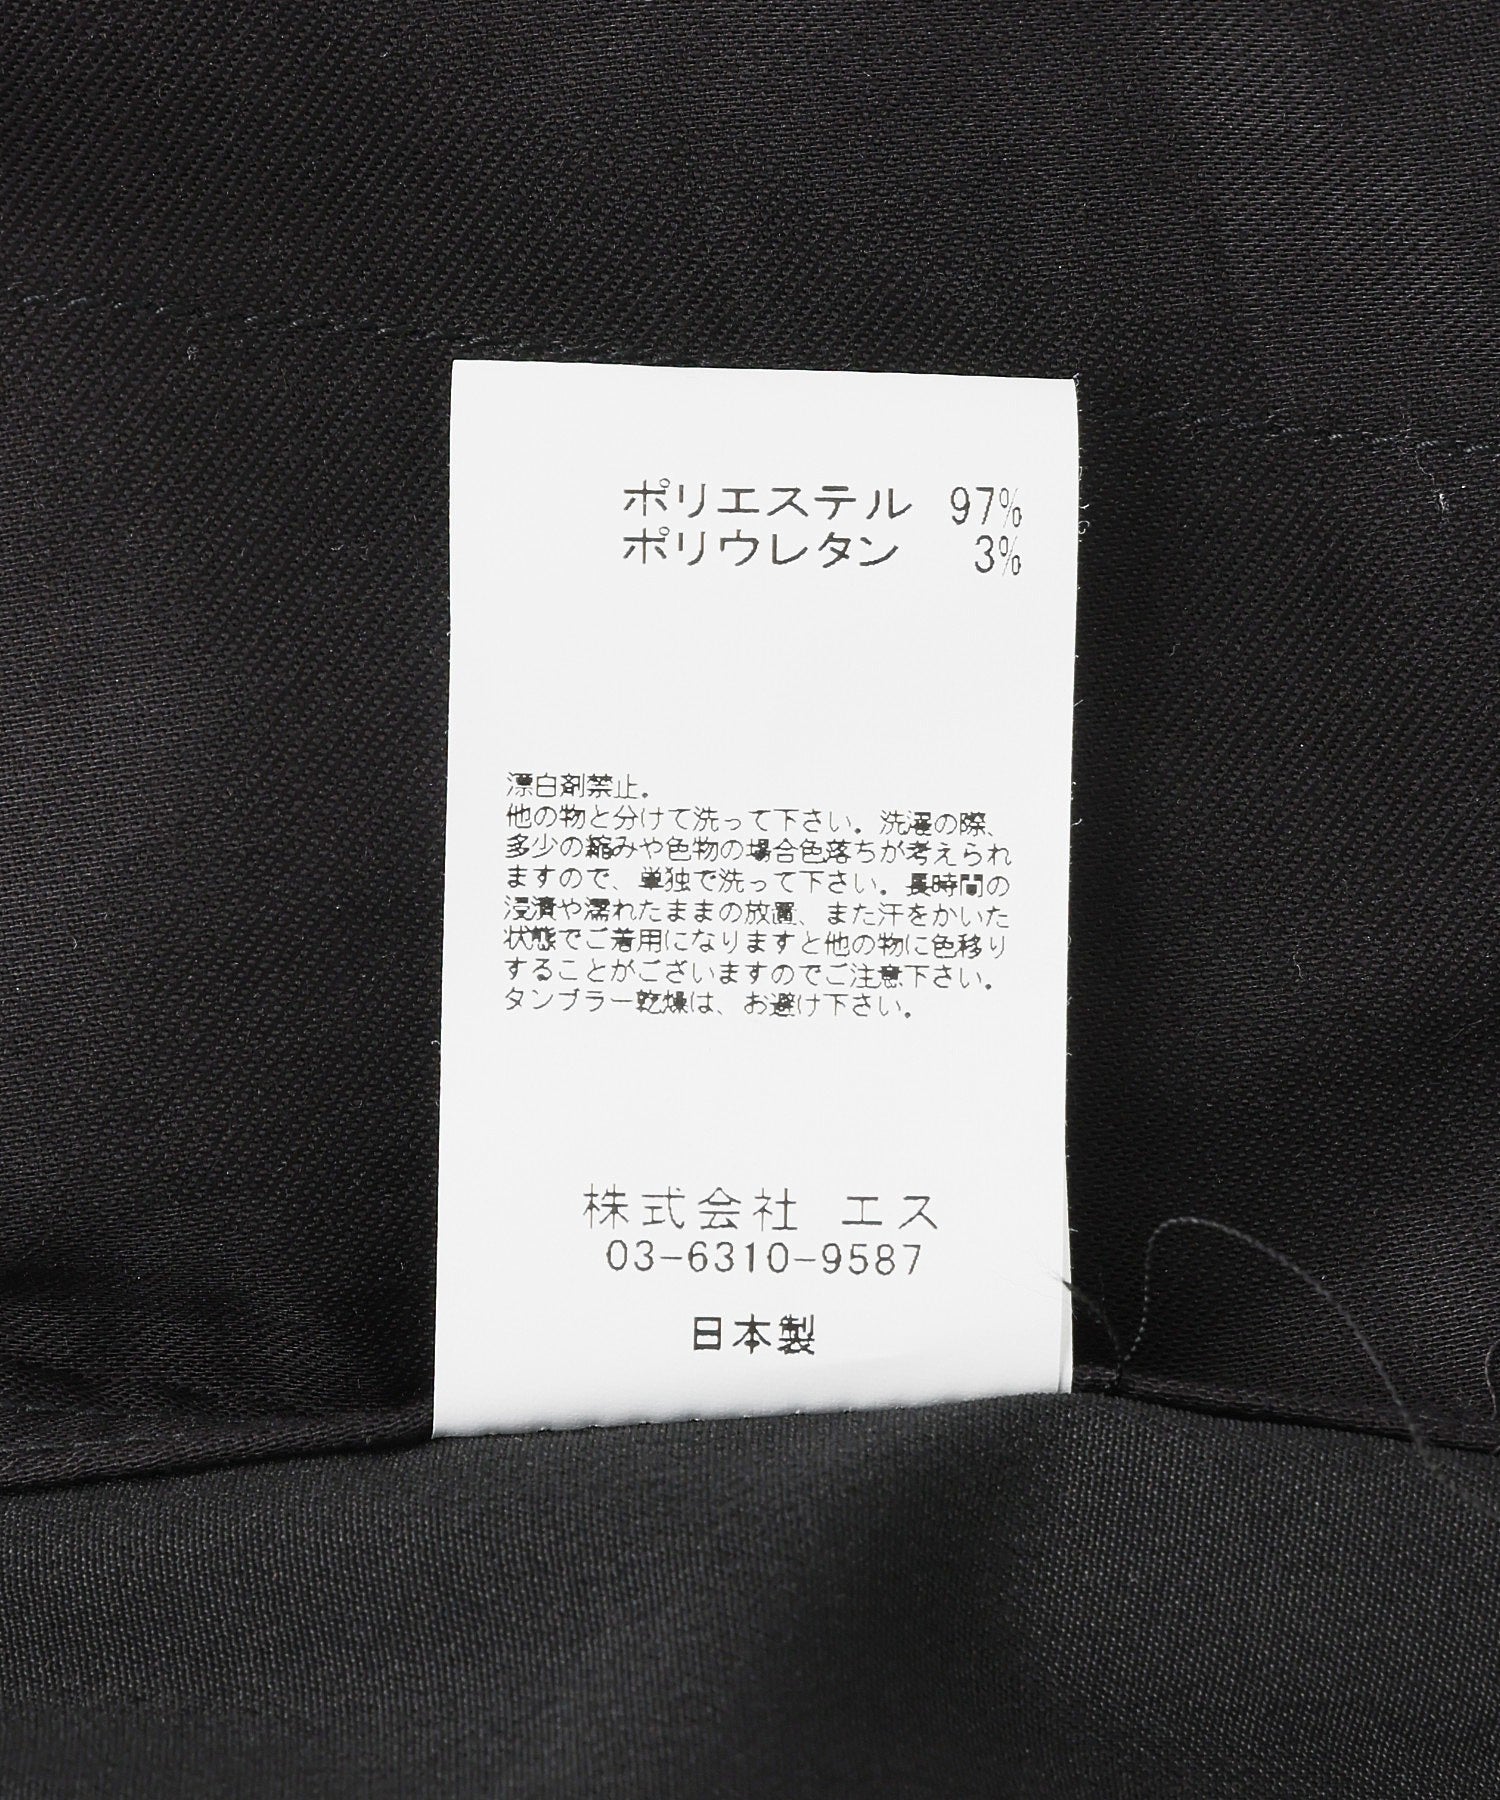 ポリエステル 97%
ポリウレタン 3%
漂白剤禁止。
他の物と分けて洗って下さい。洗濯の際、
多少の縮みや色物の場合色落ちが考えられ
ますので、単独で洗って下さい。長時間の
浸漬や濡れたままの放置、また汗をかいた
状態でご着用になりますと他の物に色移り
することがございますのでご注意下さい。
タンブラー乾燥は、お避け下さい。
株式会社 エス
03-6310-9587
日本製